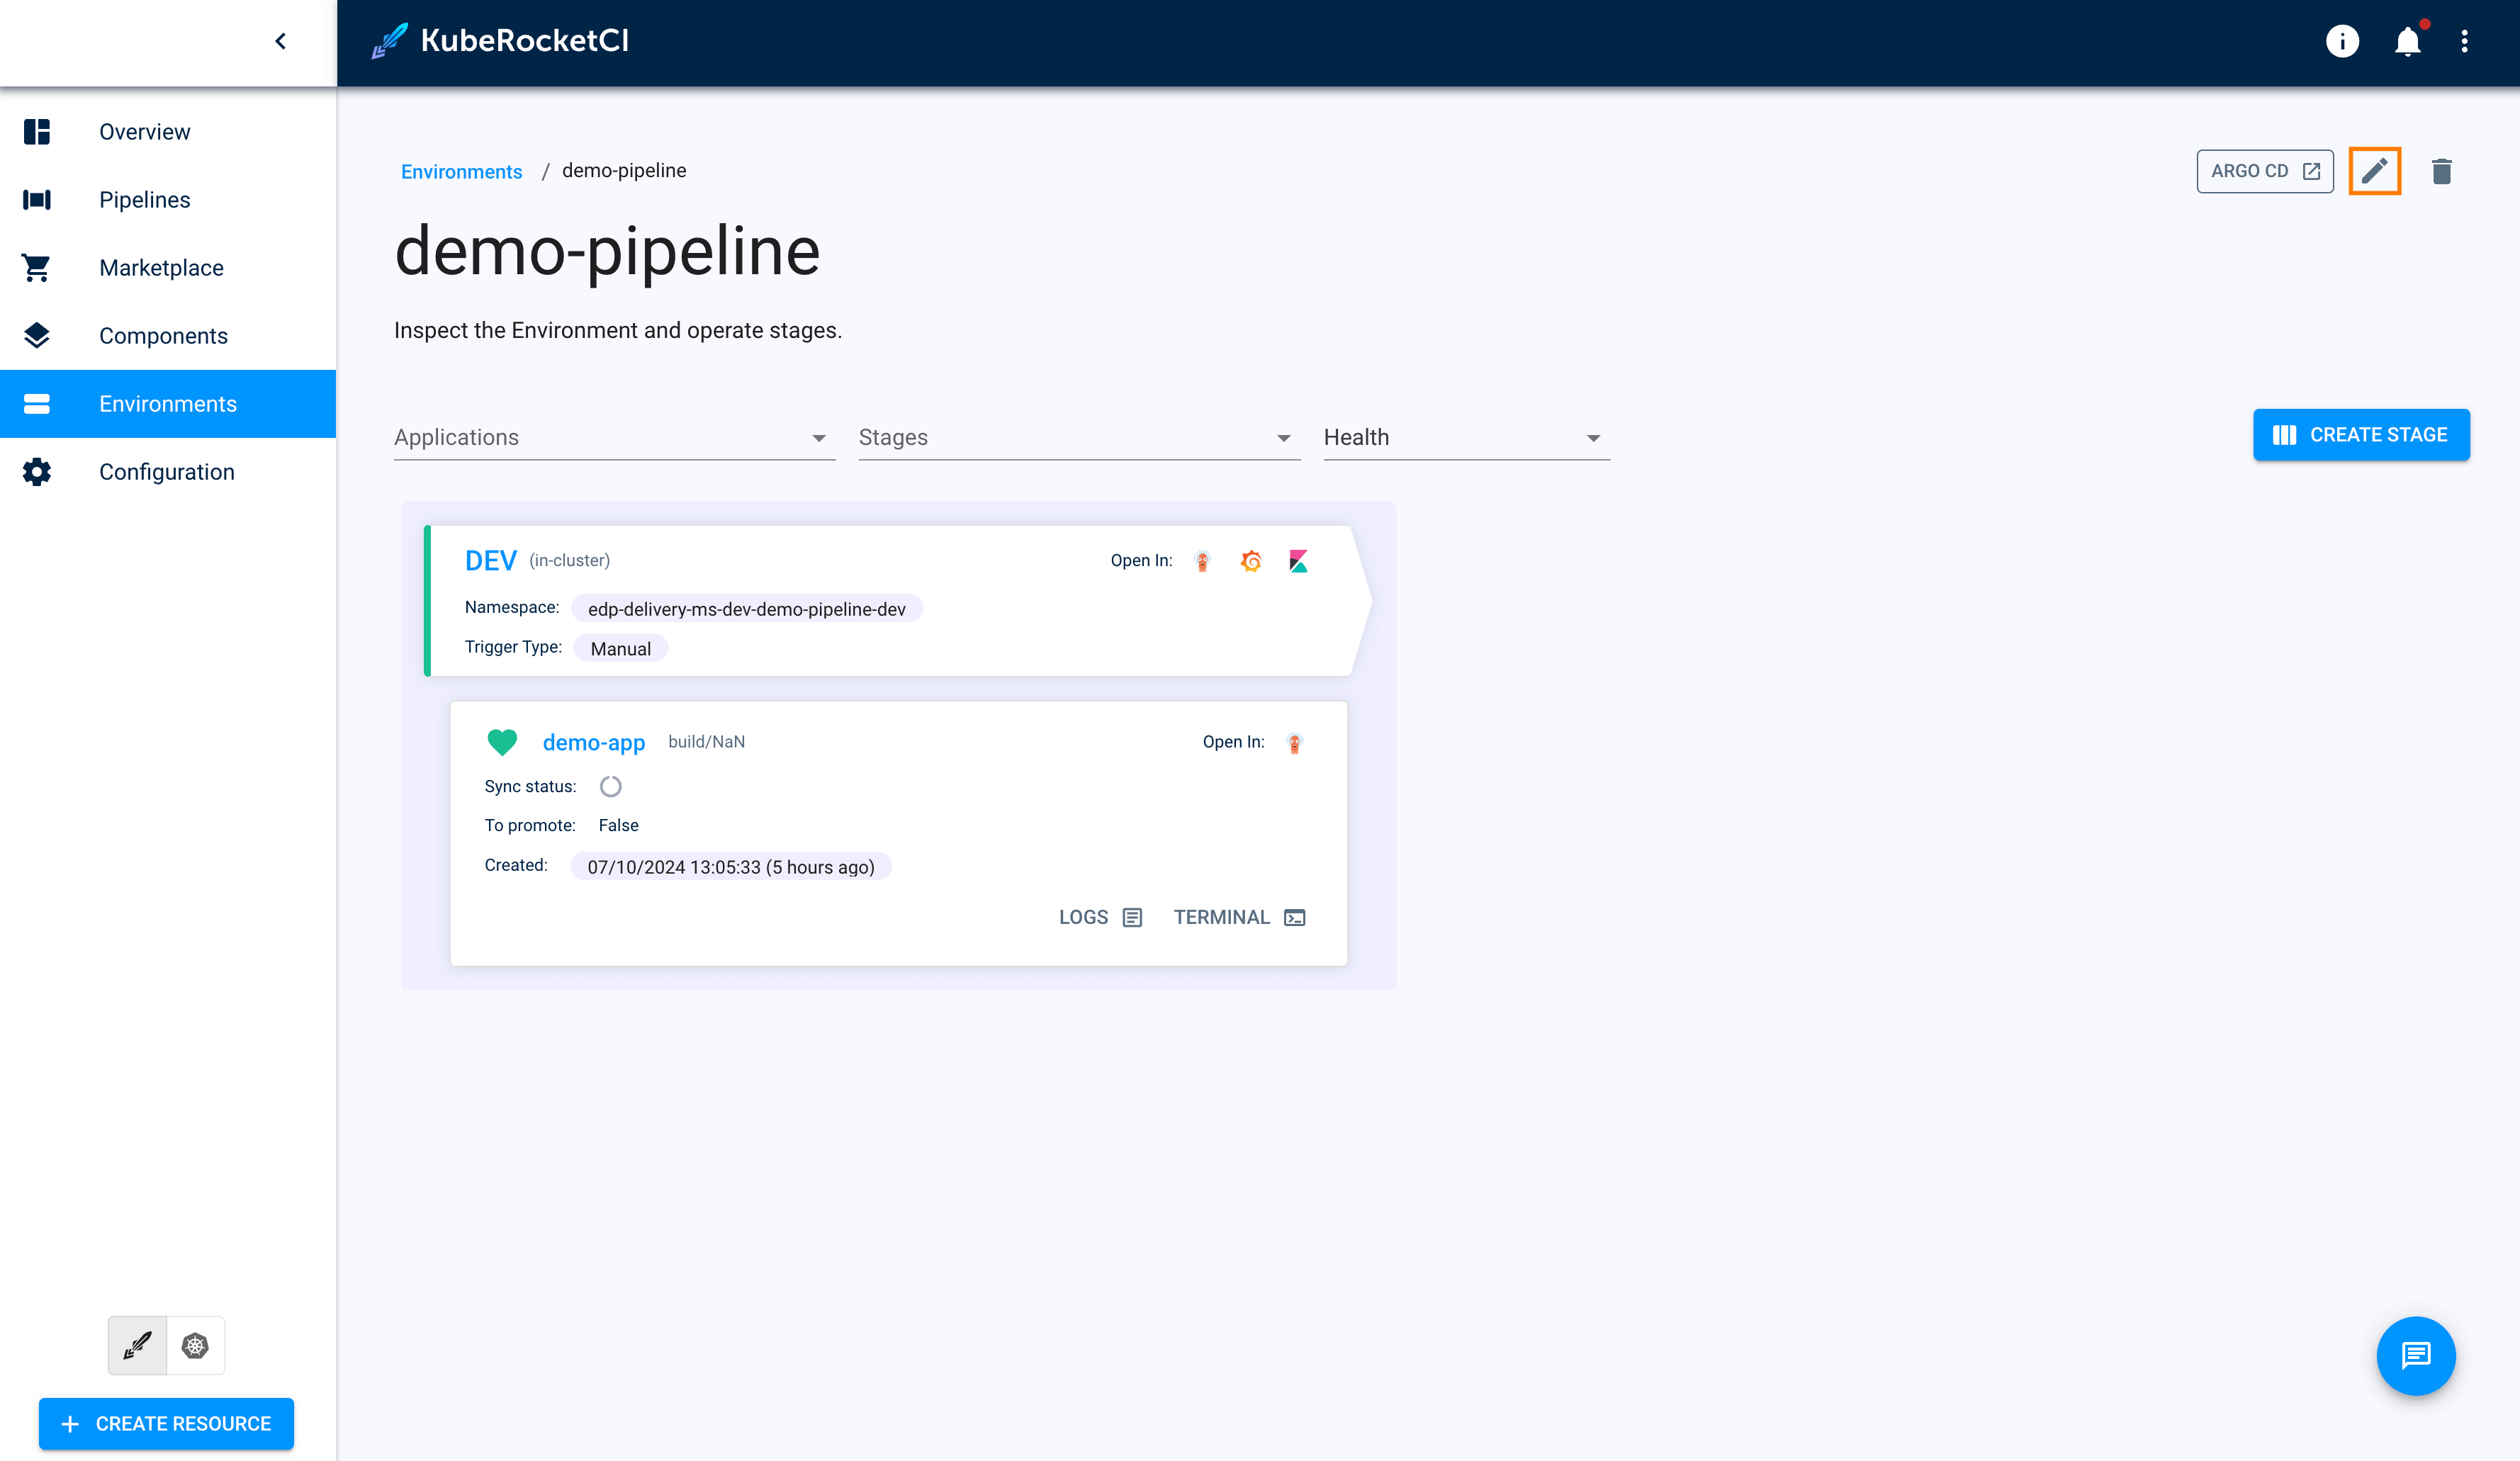 KubeRocketCI
Overview
Pipelines
Marketplace
Components
Environments
Configuration
CREATE RESOURCE
Environments / demo-pipeline
ARGO CD
demo-pipeline
Inspect the Environment and operate stages.
Applications
Stages
Health
CREATE STAGE
DEV (in-cluster)
Open In:
Namespace: edp-delivery-ms-dev-demo-pipeline-dev
Trigger Type: Manual
demo-app build/NaN
Open In:
Sync status:
To promote: False
Created: 07/10/2024 13:05:33 (5 hours ago)
LOGS
TERMINAL